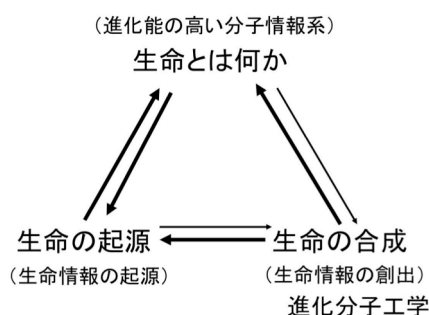 （進化能の高い分子情報系）
生命とは何か
生命の起源
（生命情報の起源）
生命の合成
（生命情報の創出）
進化分子工学